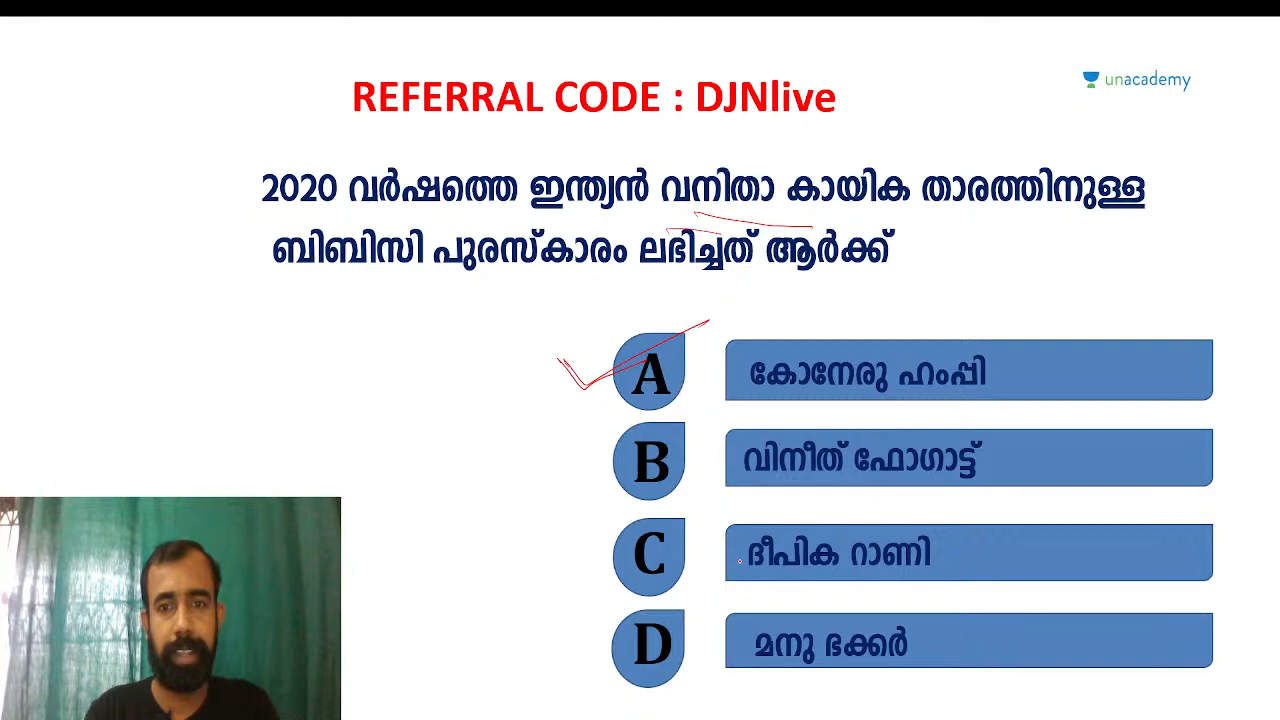 unacademy
REFERRAL CODE : DJNlive
2020 വർഷത്തെ ഇന്ത്യൻ വനിതാ കായിക താരത്തിനുള്ള
ബിബിസി പുരസ്കാരം ലഭിച്ചത് ആർക്ക്
A കോനേരു ഹംപ്പി
B വിനീത് ഫോഗാട്ട്
C ദീപിക റാണി
D മനു ഭക്കർ